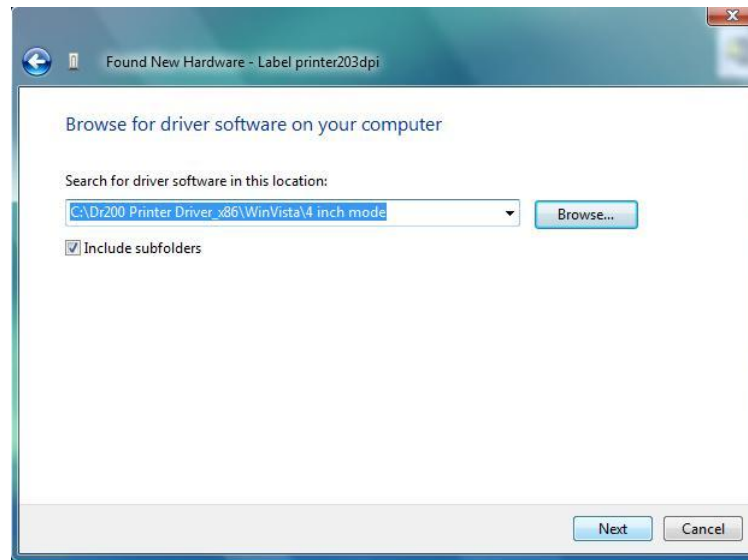 Found New Hardware - Label printer203dpi
Browse for driver software on your computer
Search for driver software in this location:
C:\Dr200 Printer Driver_x86\WinVista\4 inch mode
Browse...
Include subfolders
Next
Cancel